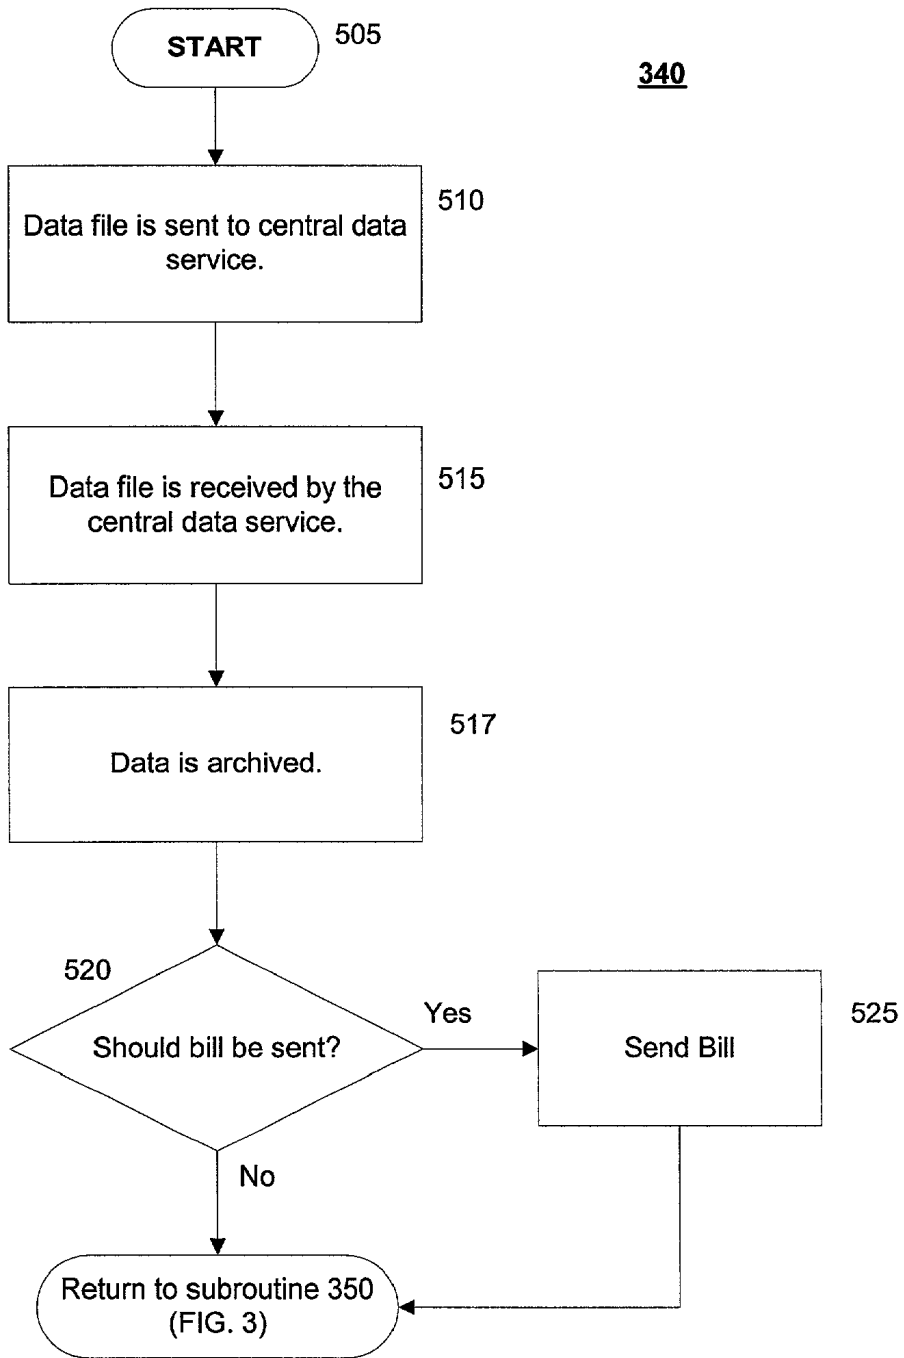 START
505
340
510
Data file is sent to central data
service.
515
Data file is received by the
central data service.
517
Data is archived.
520
Should bill be sent?
Yes
Send Bill
525
No
Return to subroutine 350
(FIG. 3)